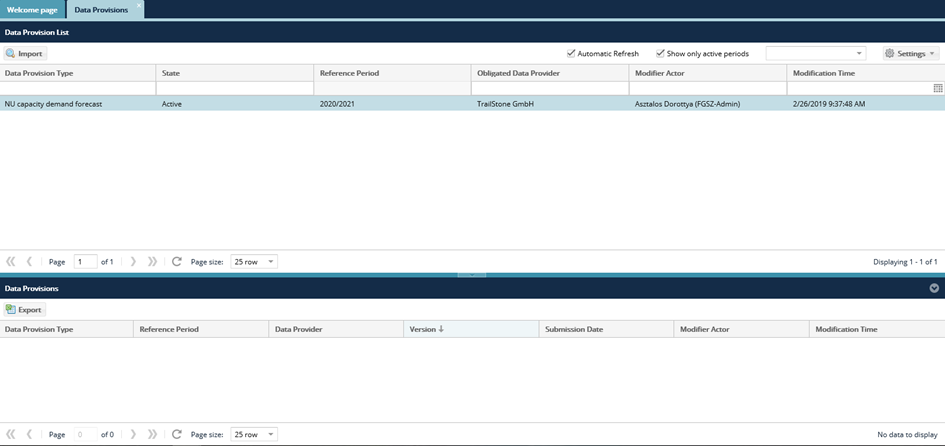 Welcome page
Data Provisions
Data Provision List
Import
Automatic Refresh
Show only active periods
Settings
Data Provision Type State Reference Period Obligated Data Provider Modifier Actor Modification Time
NU capacity demand forecast Active 2020/2021 TrailStone GmbH Asztalos Dorottya (FGSZ-Admin) 2/26/2019 9:37:48 AM
Page 1 of 1 Page size: 25 row Displaying 1 - 1 of 1
Data Provisions
Export
Data Provision Type Reference Period Data Provider Version Submission Date Modifier Actor Modification Time
Page 0 of 0 Page size: 25 row No data to display